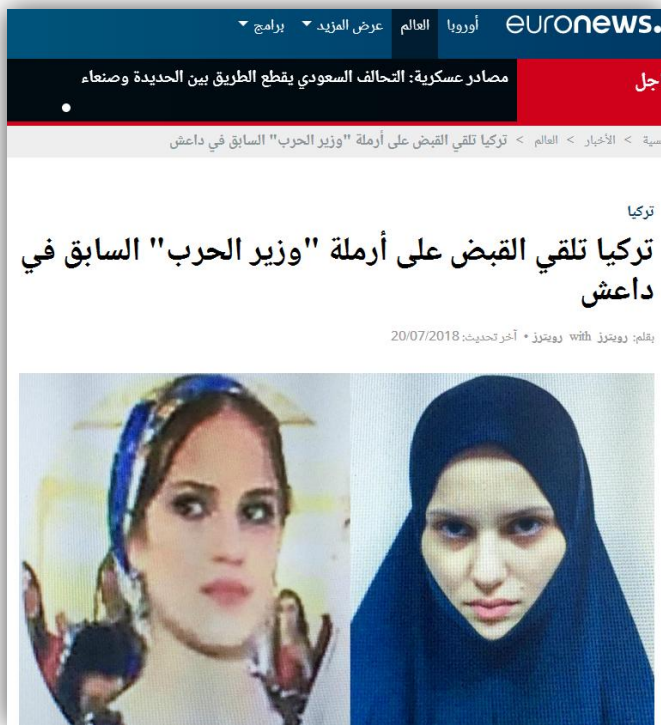 euronews.
أوروبا العالم عرض المزيد برامج
جل
مصادر عسكرية: التحالف السعودي يقطع الطريق بين الحديدة وصنعاء
سية > الأخبار > العالم > تركيا تلقي القبض على أرملة "وزير الحرب" السابق في داعش
تركيا
تركيا تلقي القبض على أرملة "وزير الحرب" السابق في
داعش
بقلم: رويترز with رويترز • آخر تحديث: 20/07/2018